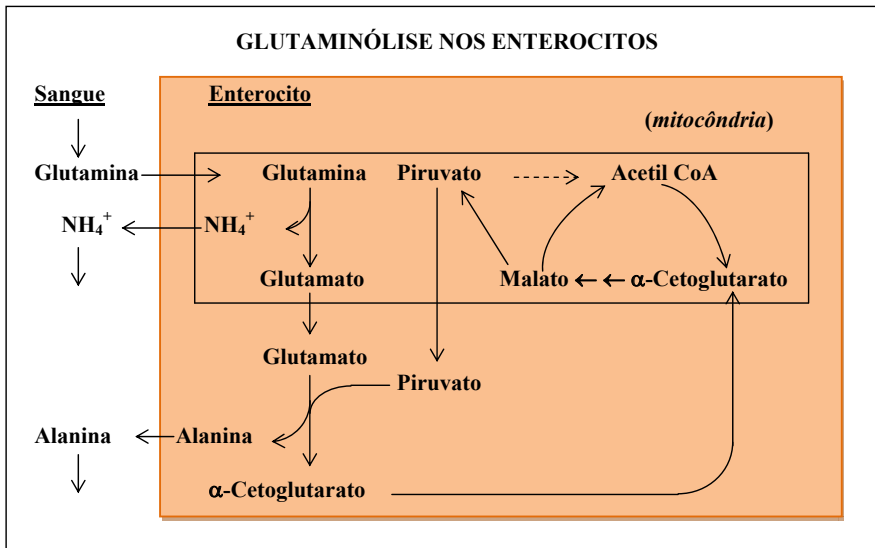 GLUTAMINÓLISE NOS ENTEROCITOS
Sangue Enterocito
(mitocôndria)
Glutamina Glutamina Piruvato Acetil CoA
NH₄⁺ NH₄⁺
Glutamato Malato α-Cetoglutarato
Glutamato
Piruvato
Alanina Alanina
α-Cetoglutarato